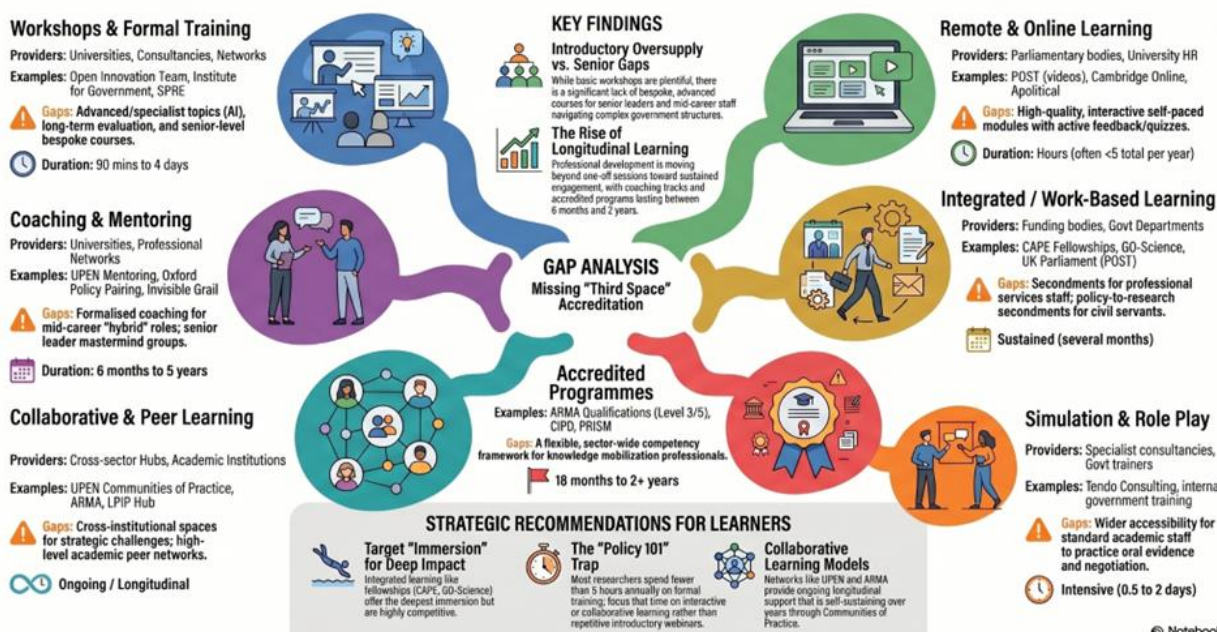 Workshops & Formal Training
Providers: Universities, Consultancies, Networks
Examples: Open Innovation Team, Institute
for Government, SPRE
Gaps: Advanced/specialist topics (AI),
long-term evaluation, and senior-level
bespoke courses.
Duration: 90 mins to 4 days
Coaching & Mentoring
Providers: Universities, Professional
Networks
Examples: UPEN Mentoring, Oxford
Policy Pairing, Invisible Grail
Gaps: Formalised coaching for
mid-career "hybrid" roles; senior
leader mastermind groups.
Duration: 6 months to 5 years
Collaborative & Peer Learning
Providers: Cross-sector Hubs, Academic Institutions
Examples: UPEN Communities of Practice,
ARMA, LPIP Hub
Gaps: Cross-institutional spaces
for strategic challenges; high-
level academic peer networks.
Ongoing / Longitudinal
KEY FINDINGS
Introductory Oversupply
vs. Senior Gaps
While basic workshops are plentiful, there
is a significant lack of bespoke, advanced
courses for senior leaders and mid-career staff
navigating complex government structures.
The Rise of
Longitudinal Learning
Professional development is moving
beyond one-off sessions toward sustained
engagement, with coaching tracks and
accredited programs lasting between
6 months and 2 years.
GAP ANALYSIS
Missing "Third Space"
Accreditation
Accredited
Programmes
Examples: ARMA Qualifications (Level 3/5),
CIPD, PRISM
Gaps: A flexible, sector-wide competency
framework for knowledge mobilization professionals.
18 months to 2+ years
Remote & Online Learning
Providers: Parliamentary bodies, University HR
Examples: POST (videos), Cambridge Online,
Apolitical
Gaps: High-quality, interactive self-paced
modules with active feedback/quizzes.
Duration: Hours (often <5 total per year)
Integrated / Work-Based Learning
Providers: Funding bodies, Govt Departments
Examples: CAPE Fellowships, GO-Science,
UK Parliament (POST)
Gaps: Secondments for professional
services staff; policy-to-research
secondments for civil servants.
Sustained (several months)
Simulation & Role Play
Providers: Specialist consultancies,
Govt trainers
Examples: Tendo Consulting, interna
government training
Gaps: Wider accessibility for
standard academic staff
to practice oral evidence
and negotiation.
Intensive (0.5 to 2 days)
STRATEGIC RECOMMENDATIONS FOR LEARNERS
Target "Immersion"
for Deep Impact
Integrated learning like
fellowships (CAPE, GO-Science)
offer the deepest immersion but
are highly competitive.
The "Policy 101"
Trap
Most researchers spend fewer
than 5 hours annually on formal
training; focus that time on interactive
or collaborative learning rather than
repetitive introductory webinars.
Collaborative
Learning Models
Networks like UPEN and ARMA
provide ongoing longitudinal
support that is self-sustaining over
years through Communities of
Practice.
Notebook